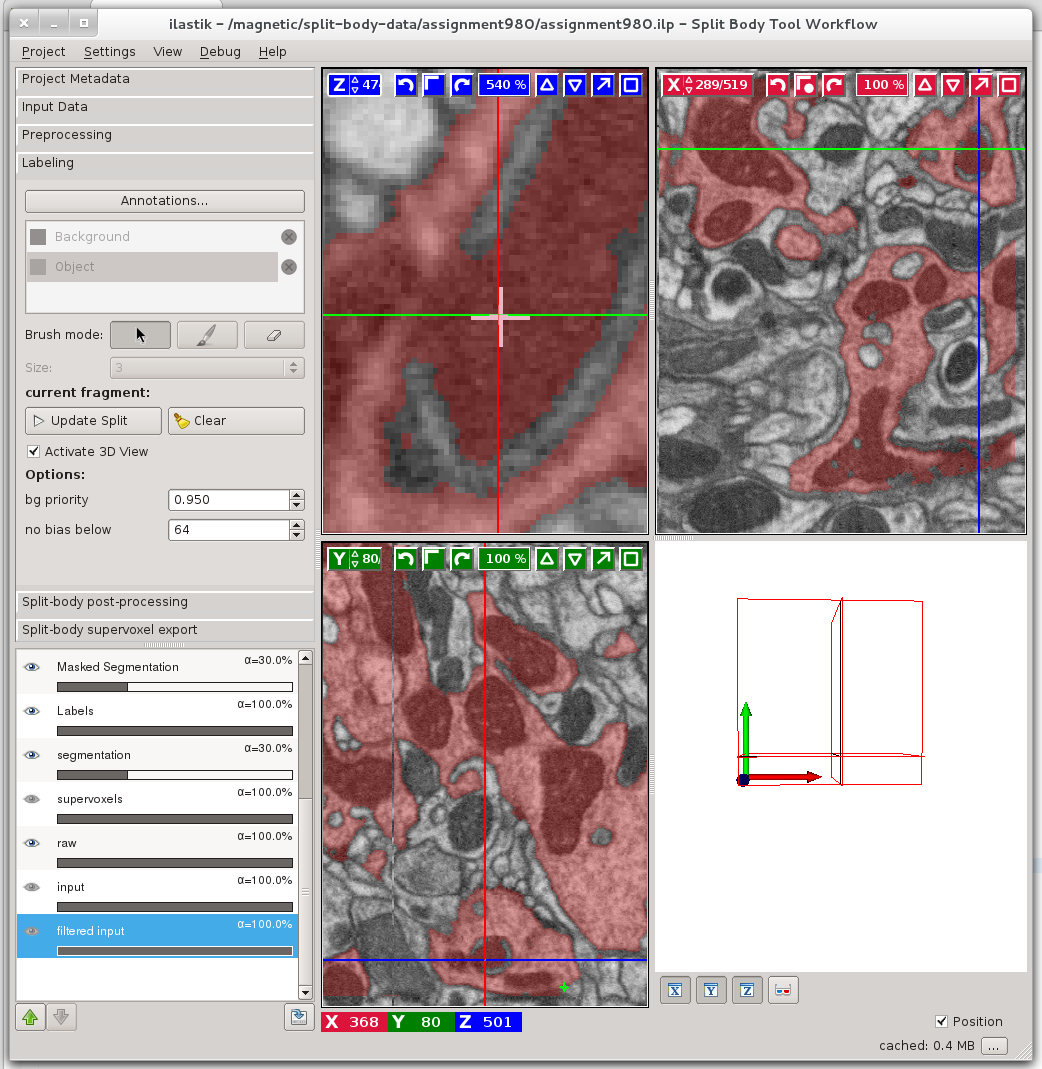 ilastik – /magnetic/split-body-data/assignment980/assignment980.ilp – Split Body Tool Workflow
Project Settings View Debug Help
Project Metadata
Input Data
Preprocessing
Labeling
Annotations...
Background
Object
Brush mode:
Size: 3
current fragment:
Update Split Clear
Activate 3D View
Options:
bg priority 0.950
no bias below 64
Split-body post-processing
Split-body supervoxel export
Masked Segmentation α=30.0%
Labels α=100.0%
segmentation α=30.0%
supervoxels α=100.0%
raw α=100.0%
input α=100.0%
filtered input α=100.0%
Z 47 540 %
X 289/519 100 %
Y 80/ 100 %
X 368 Y 80 Z 501
X Y Z
Position
cached: 0.4 MB ...